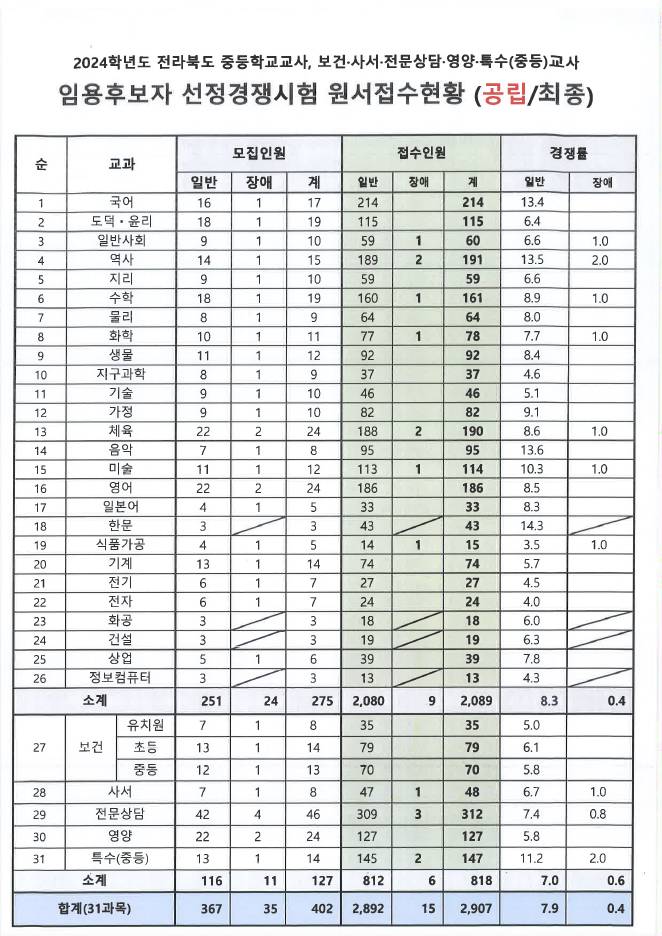 2024학년도 전라북도 중등학교교사, 보건·사서·전문상담·영양·특수(중등)교사
임용후보자 선정경쟁시험 원서접수현황 (공립/최종)
순 교과 모집인원 접수인원 경쟁률
일반 장애 계 일반 장애 계 일반 장애
1 국어 16 1 17 214 214 13.4
2 도덕·윤리 18 1 19 115 115 6.4
3 일반사회 9 1 10 59 1 60 6.6 1.0
4 역사 14 1 15 189 2 191 13.5 2.0
5 지리 9 1 10 59 59 6.6
6 수학 18 1 19 160 1 161 8.9 1.0
7 물리 8 1 9 64 64 8.0
8 화학 10 1 11 77 1 78 7.7 1.0
9 생물 11 1 12 92 92 8.4
10 지구과학 8 1 9 37 37 4.6
11 기술 9 1 10 46 46 5.1
12 가정 9 1 10 82 82 9.1
13 체육 22 2 24 188 2 190 8.6 1.0
14 음악 7 1 8 95 95 13.6
15 미술 11 1 12 113 1 114 10.3 1.0
16 영어 22 2 24 186 186 8.5
17 일본어 4 1 5 33 33 8.3
18 한문 3 3 43 43 14.3
19 식품가공 4 1 5 14 1 15 3.5 1.0
20 기계 13 1 14 74 74 5.7
21 전기 6 1 7 27 27 4.5
22 전자 6 1 7 24 24 4.0
23 화공 3 3 18 18 6.0
24 건설 3 3 19 19 6.3
25 상업 5 1 6 39 39 7.8
26 정보컴퓨터 3 3 13 13 4.3
소계 251 24 275 2,080 9 2,089 8.3 0.4
27 보건 유치원 7 1 8 35 35 5.0
초등 13 1 14 79 79 6.1
중등 12 1 13 70 70 5.8
28 사서 7 1 8 47 1 48 6.7 1.0
29 전문상담 42 4 46 309 3 312 7.4 0.8
30 영양 22 2 24 127 127 5.8
31 특수(중등) 13 1 14 145 2 147 11.2 2.0
소계 116 11 127 812 6 818 7.0 0.6
합계(31과목) 367 35 402 2,892 15 2,907 7.9 0.4